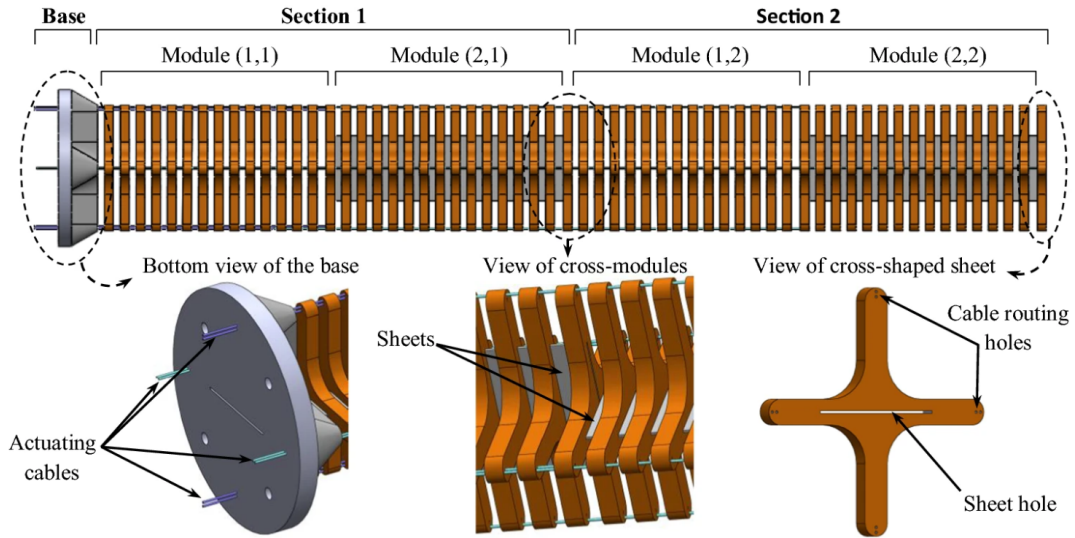 Base
Section 1
Section 2
Module (1,1)
Module (2,1)
Module (1,2)
Module (2,2)
Bottom view of the base
View of cross-modules
View of cross-shaped sheet
Actuating
cables
Sheets
Cable routing
holes
Sheet hole